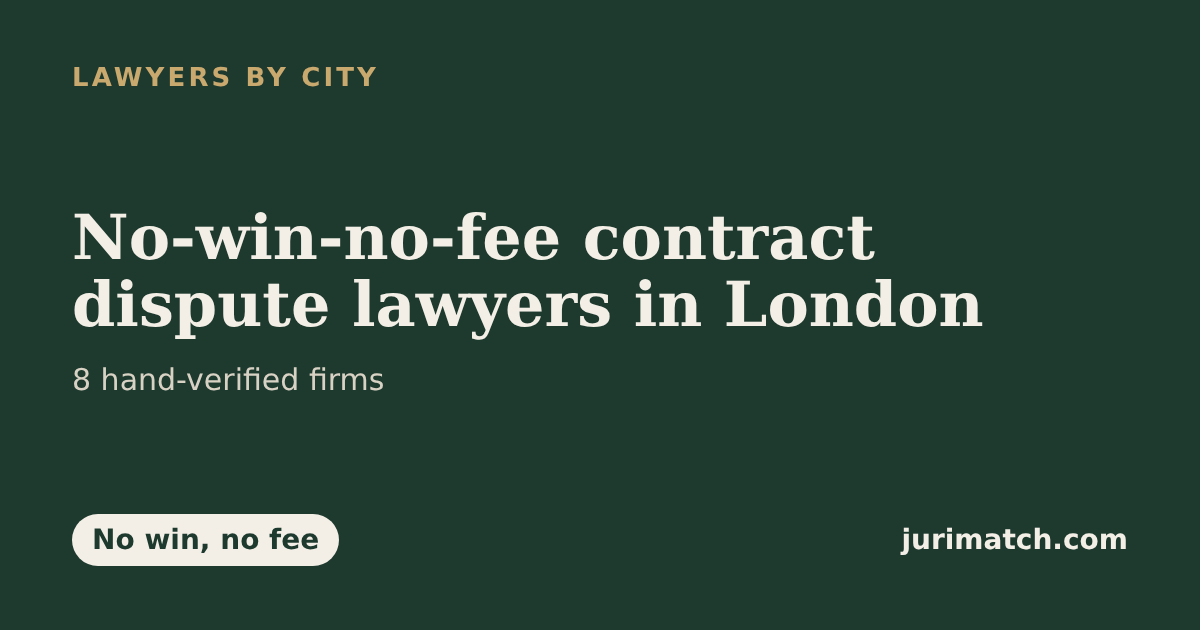 LAWYERS BY CITY
No-win-no-fee contract
dispute lawyers in London
8 hand-verified firms
No win, no fee
jurimatch.com